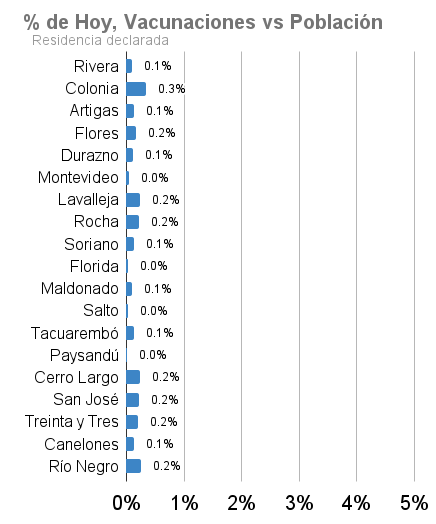 % de Hoy, Vacunaciones vs Población
Residencia declarada
Rivera 0.1%
Colonia 0.3%
Artigas 0.1%
Flores 0.2%
Durazno 0.1%
Montevideo 0.0%
Lavalleja 0.2%
Rocha 0.2%
Soriano 0.1%
Florida 0.0%
Maldonado 0.1%
Salto 0.0%
Tacuarembó 0.1%
Paysandú 0.0%
Cerro Largo 0.2%
San José 0.2%
Treinta y Tres 0.2%
Canelones 0.1%
Río Negro 0.2%
0% 1% 2% 3% 4% 5%